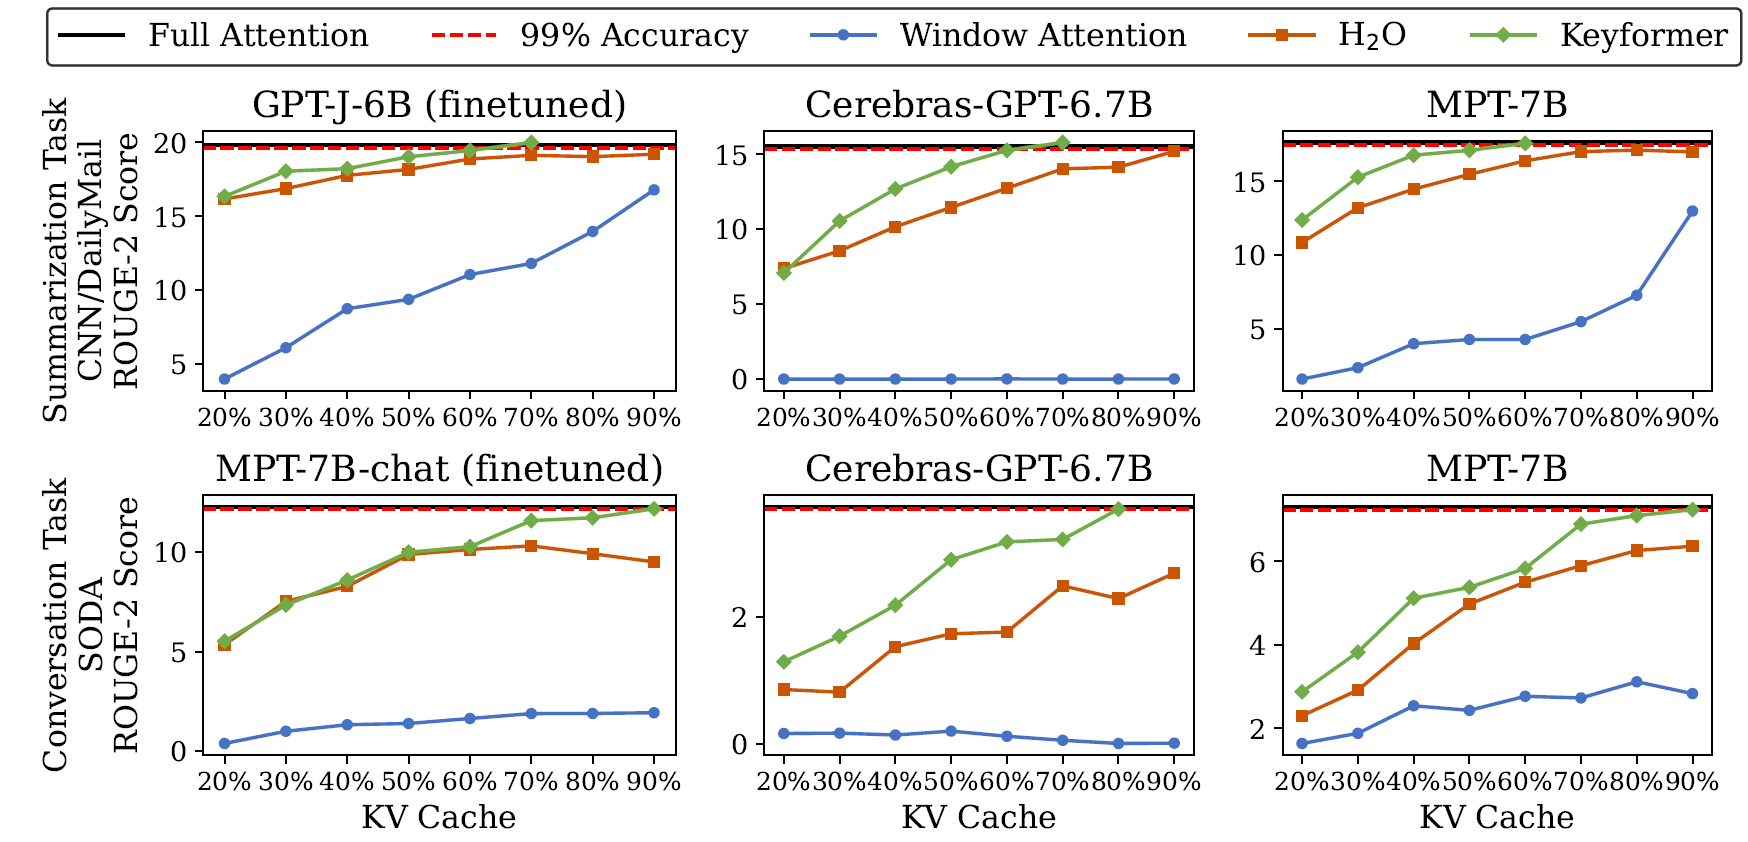 Full Attention 99% Accuracy Window Attention H₂O Keyformer
GPT-J-6B (finetuned) Cerebras-GPT-6.7B MPT-7B
Summarization Task
CNN/DailyMail
ROUGE-2 Score
20
15
10
5
20% 30% 40% 50% 60% 70% 80% 90%
15
10
5
0
20% 30% 40% 50% 60% 70% 80% 90%
15
10
5
20% 30% 40% 50% 60% 70% 80% 90%
MPT-7B-chat (finetuned) Cerebras-GPT-6.7B MPT-7B
Conversation Task
SODA
ROUGE-2 Score
10
5
0
20% 30% 40% 50% 60% 70% 80% 90%
KV Cache
2
0
20% 30% 40% 50% 60% 70% 80% 90%
KV Cache
6
4
2
20% 30% 40% 50% 60% 70% 80% 90%
KV Cache